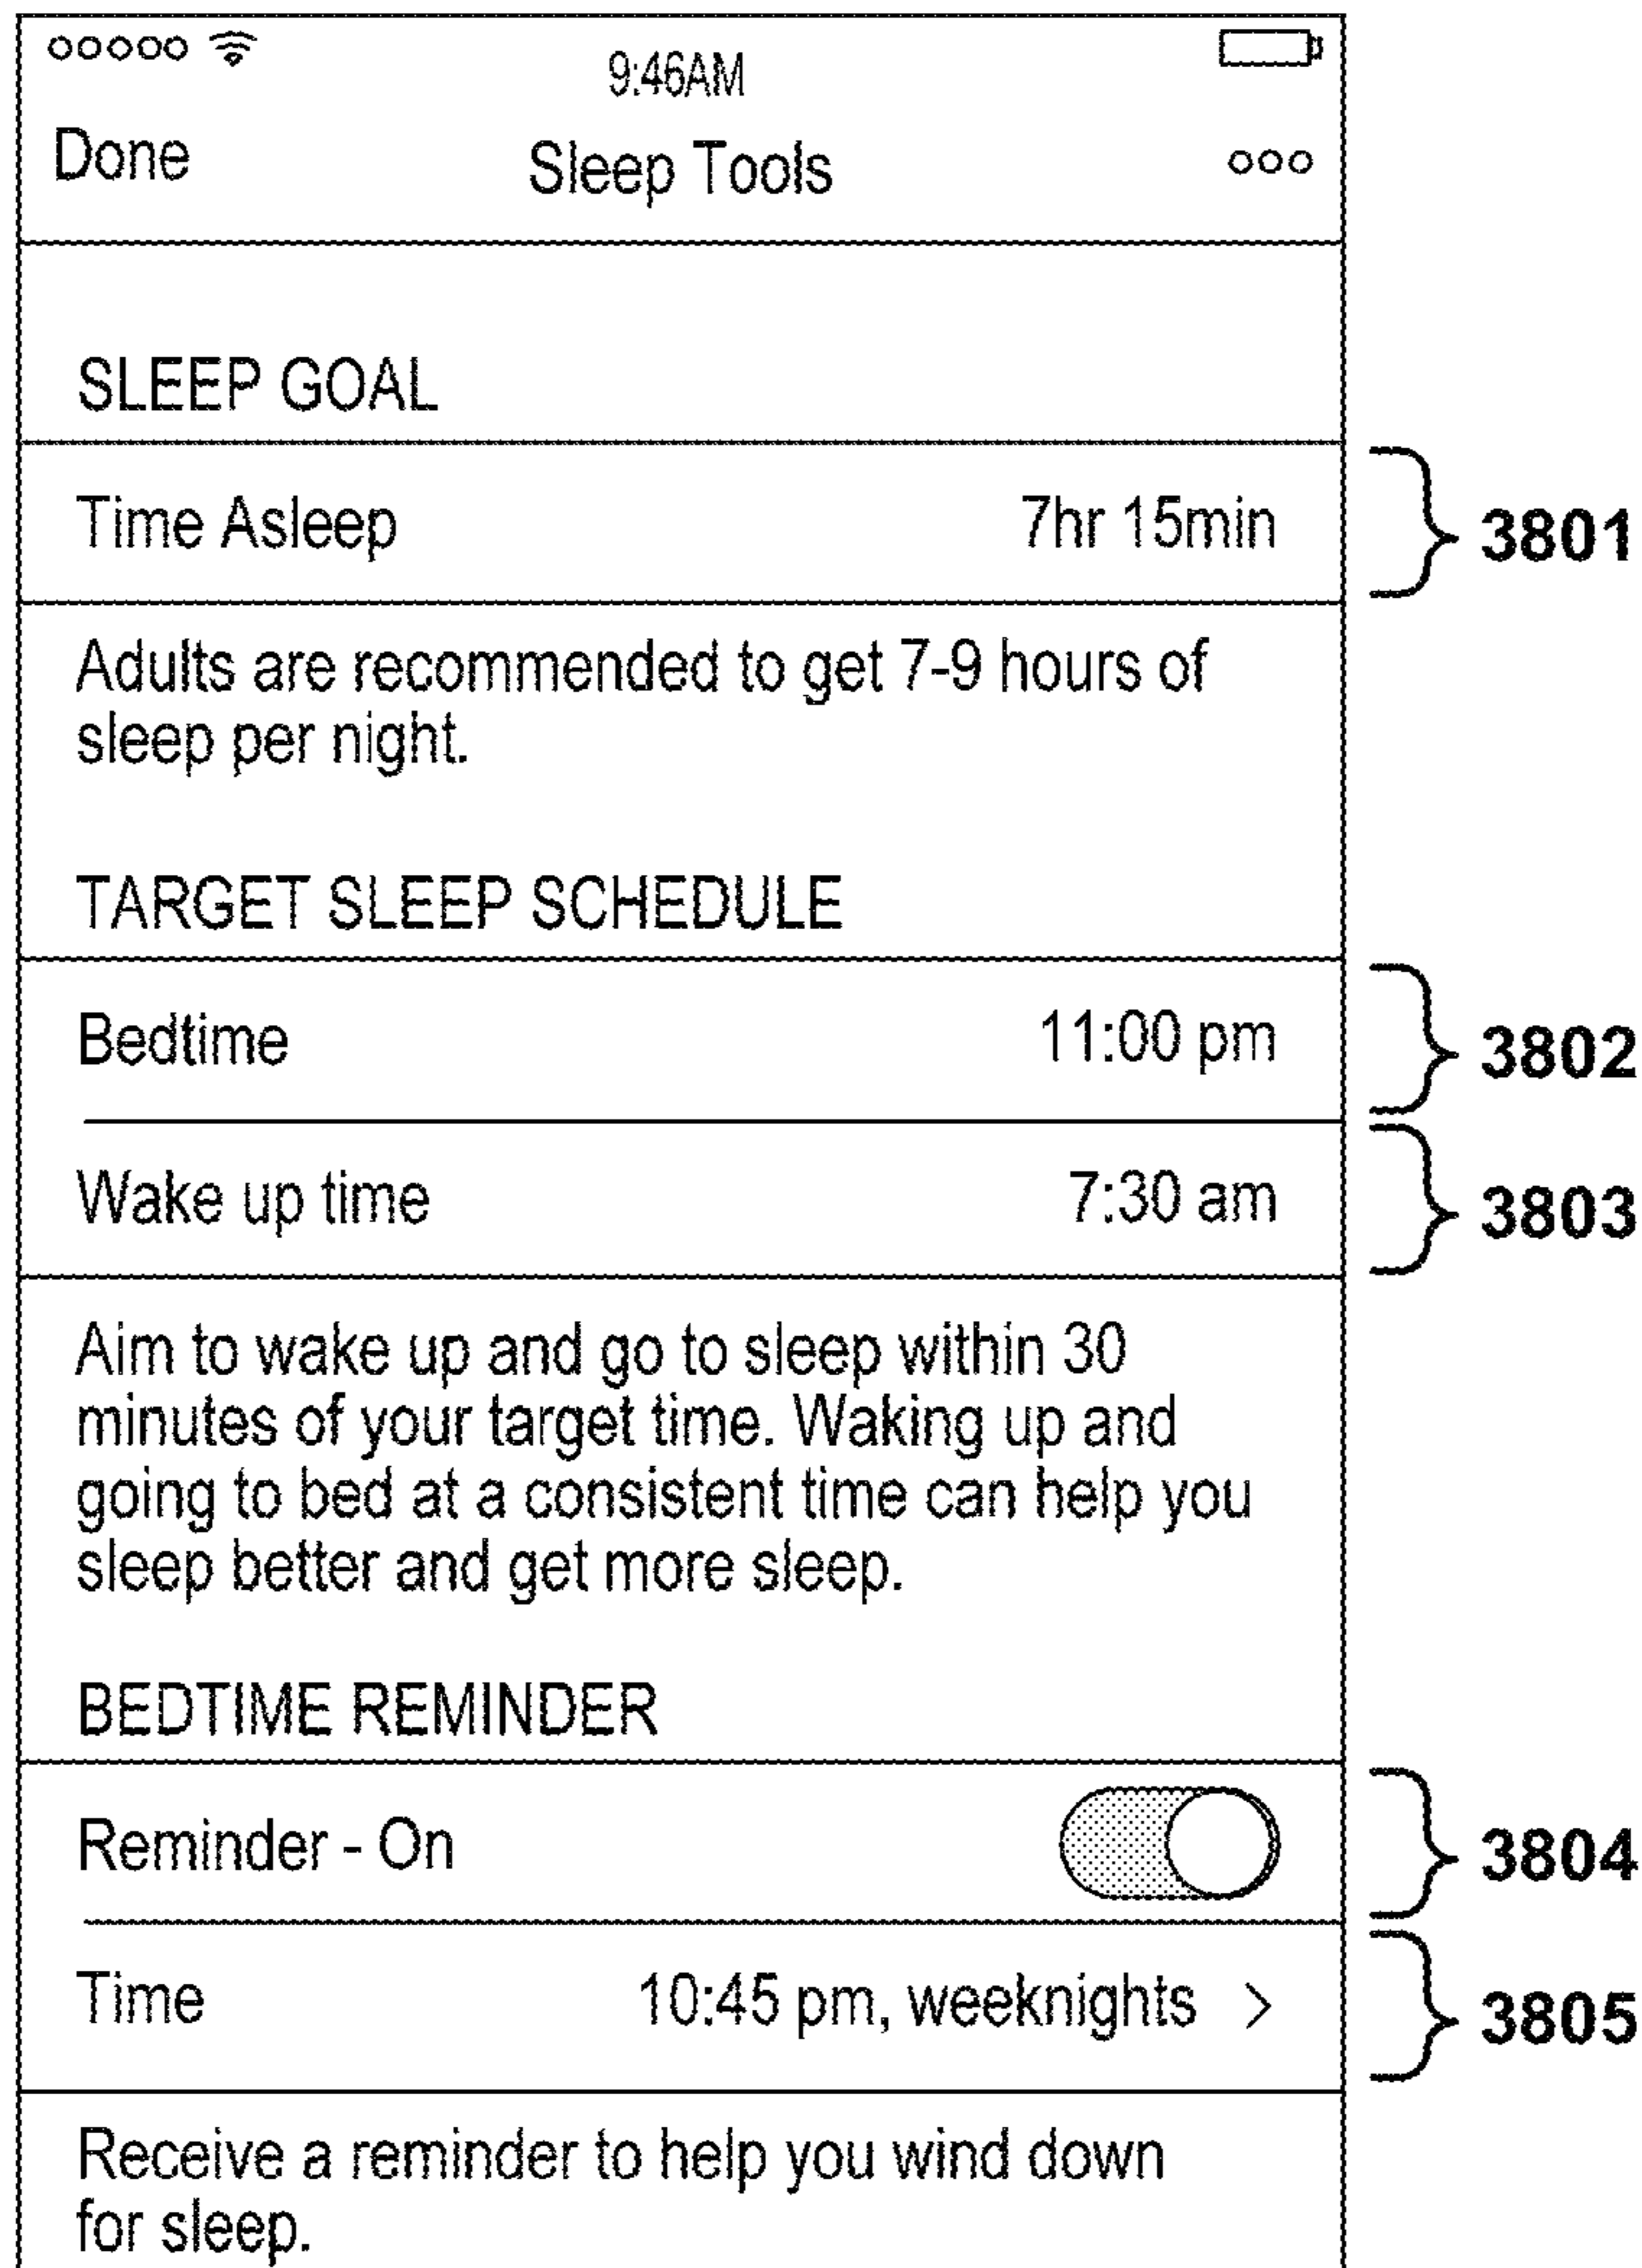 9:46AM
Done Sleep Tools
SLEEP GOAL
Time Asleep 7hr 15min 3801
Adults are recommended to get 7-9 hours of
sleep per night.
TARGET SLEEP SCHEDULE
Bedtime 11:00 pm 3802
Wake up time 7:30 am 3803
Aim to wake up and go to sleep within 30
minutes of your target time. Waking up and
going to bed at a consistent time can help you
sleep better and get more sleep.
BEDTIME REMINDER
Reminder - On 3804
Time 10:45 pm, weeknights > 3805
Receive a reminder to help you wind down
for sleep.